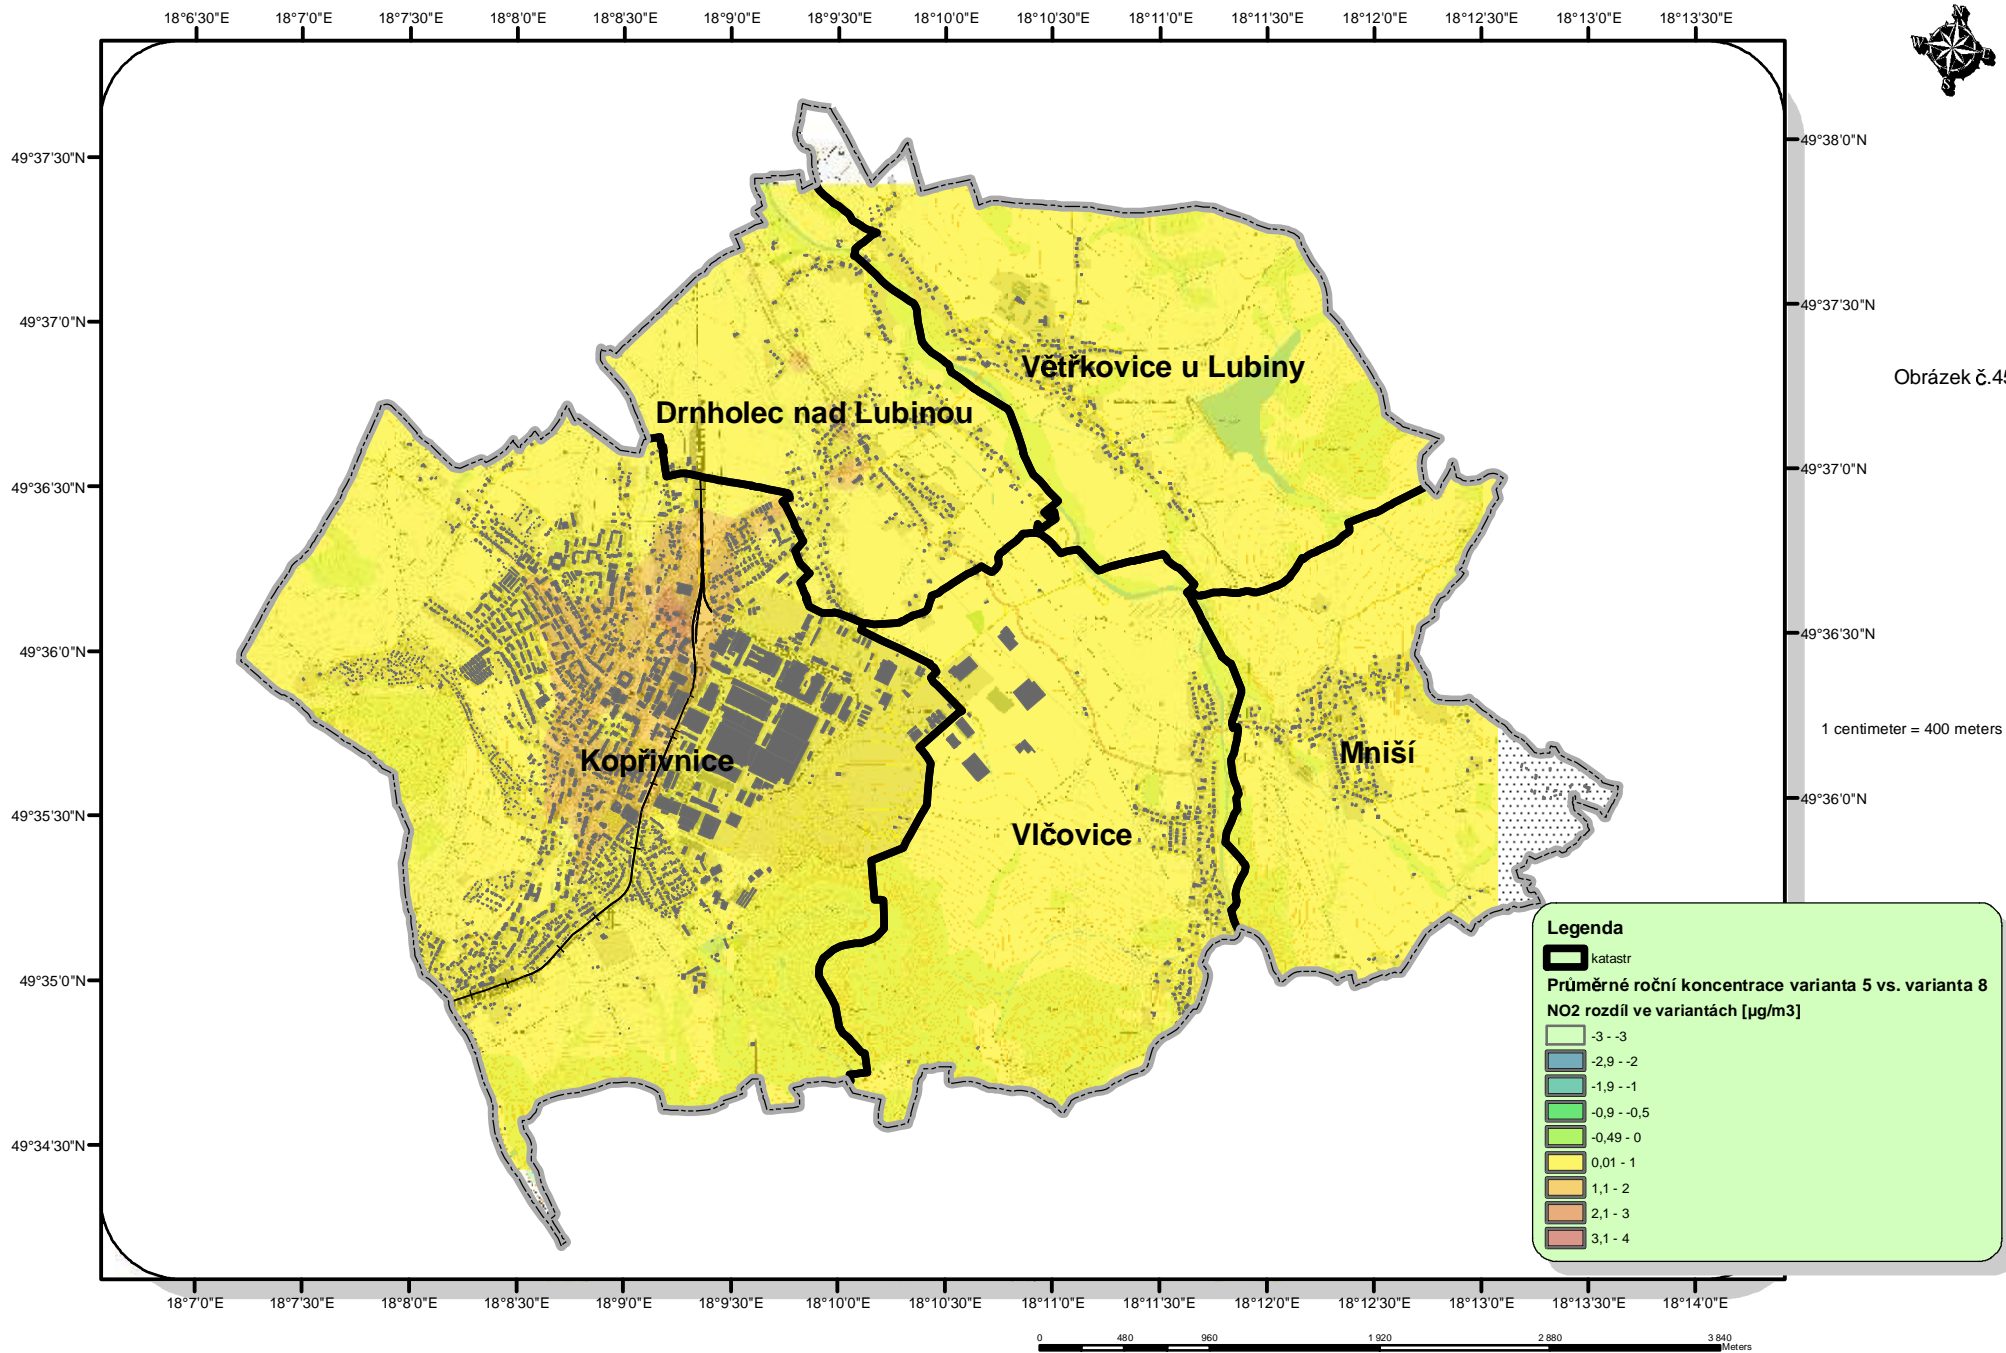 18°6'30"E 18°7'0"E 18°7'30"E 18°8'0"E 18°8'30"E 18°9'0"E 18°9'30"E 18°10'0"E 18°10'30"E 18°11'0"E 18°11'30"E 18°12'0"E 18°12'30"E 18°13'0"E 18°13'30"E
49°37'30"N
49°37'0"N
49°36'30"N
49°36'0"N
49°35'30"N
49°35'0"N
49°34'30"N
49°38'0"N
49°37'30"N
49°37'0"N
49°36'30"N
49°36'0"N
Větřkovice u Lubiny
Drnholec nad Lubinou
Kopřivnice
Vlčovice
Mniší
Obrázek č.45
1 centimeter = 400 meters
Legenda
katastr
Průměrné roční koncentrace varianta 5 vs. varianta 8
NO2 rozdíl ve variantách [µg/m3]
-3 - -3
-2,9 - -2
-1,9 - -1
-0,9 - -0,5
-0,49 - 0
0,01 - 1
1,1 - 2
2,1 - 3
3,1 - 4
18°7'0"E 18°7'30"E 18°8'0"E 18°8'30"E 18°9'0"E 18°9'30"E 18°10'0"E 18°10'30"E 18°11'0"E 18°11'30"E 18°12'0"E 18°12'30"E 18°13'0"E 18°13'30"E 18°14'0"E
0 480 960 1 920 2 880 3 840
Meters